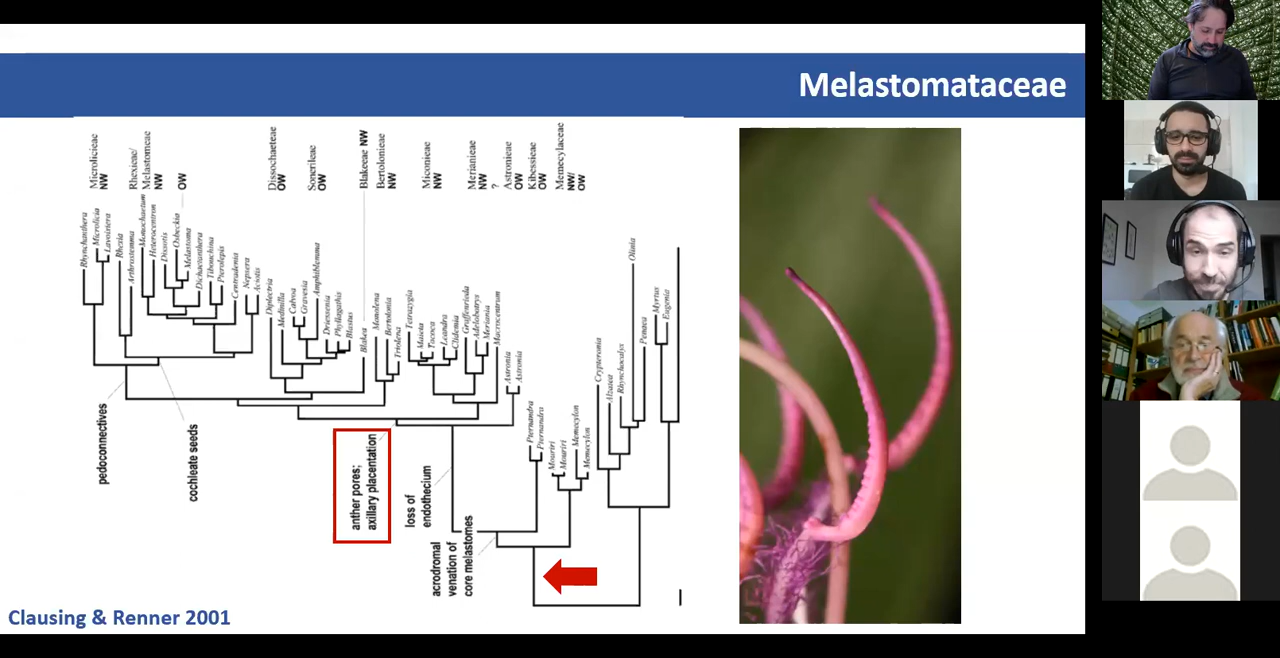 Melastomataceae
Microlicieae
NW
Rhexieae/
Melastomeae
NW
OW
Dissochaeteae
OW
Sonerileae
OW
Blakeeae NW
Bertolonieae
NW
Miconieae
NW
Merianieae
NW
?
Astronieae
OW
Kibessieae
OW
Memecylaceae
NW/
OW
Rhynchanthera
Microlicia
Lavoisiera
Rhexia
Arthrostemma
Monochaetum
Heterocentron
Dissotis
Osbeckia
Melastoma
Dichaetanthera
Tibouchina
Pterolepis
Centradenia
Nepsera
Aciotis
Diplectria
Medinilla
Calvoa
Gravesia
Amphiblemma
Driessenia
Phyllagathis
Blastus
Blakea
Monolena
Bertolonia
Triolena
Tetrazygia
Maieta
Tococa
Leandra
Clidemia
Graffenrieda
Adelobotrys
Meriania
Macrocentrum
Astronia
Astronia
Pternandra
Pternandra
Mouriri
Mouriri
Memecylon
Memecylon
Crypteronia
Alzatea
Rhynchocalyx
Olinia
Penaea
Myrtus
Eugenia
pedoconnectives
cochleate seeds
anther pores;
axillary placentation
loss of
endothecium
acrodromal
venation of
core melastomes
Clausing & Renner 2001